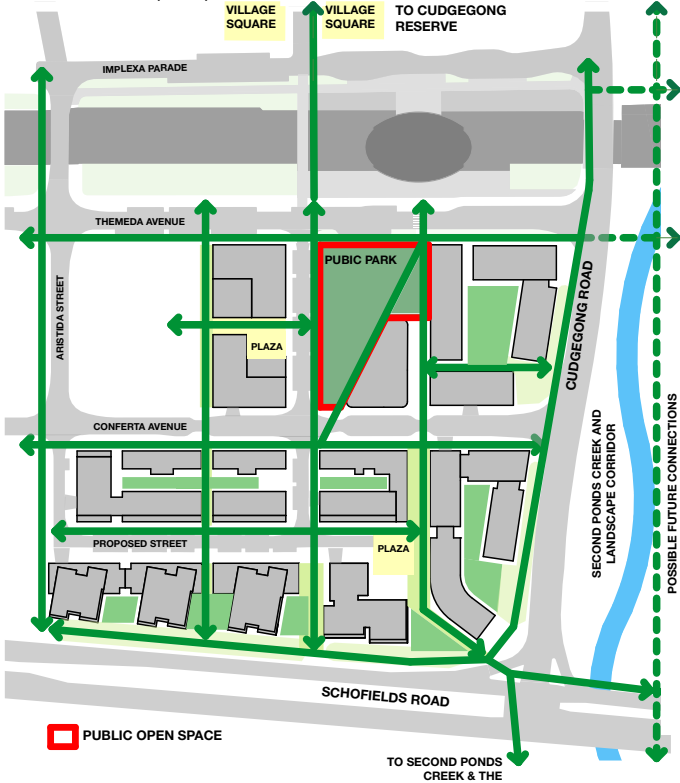 VILLAGE
SQUARE
VILLAGE
SQUARE
TO CUDGEGONG
RESERVE
IMPLEXA PARADE
THEMEDA AVENUE
PUBIC PARK
ARISTIDA STREET
PLAZA
CUDGEGONG ROAD
CONFERTA AVENUE
SECOND PONDS CREEK AND
LANDSCAPE CORRIDOR
POSSIBLE FUTURE CONNECTIONS
PROPOSED STREET
PLAZA
SCHOFIELDS ROAD
PUBLIC OPEN SPACE
TO SECOND PONDS
CREEK & THE